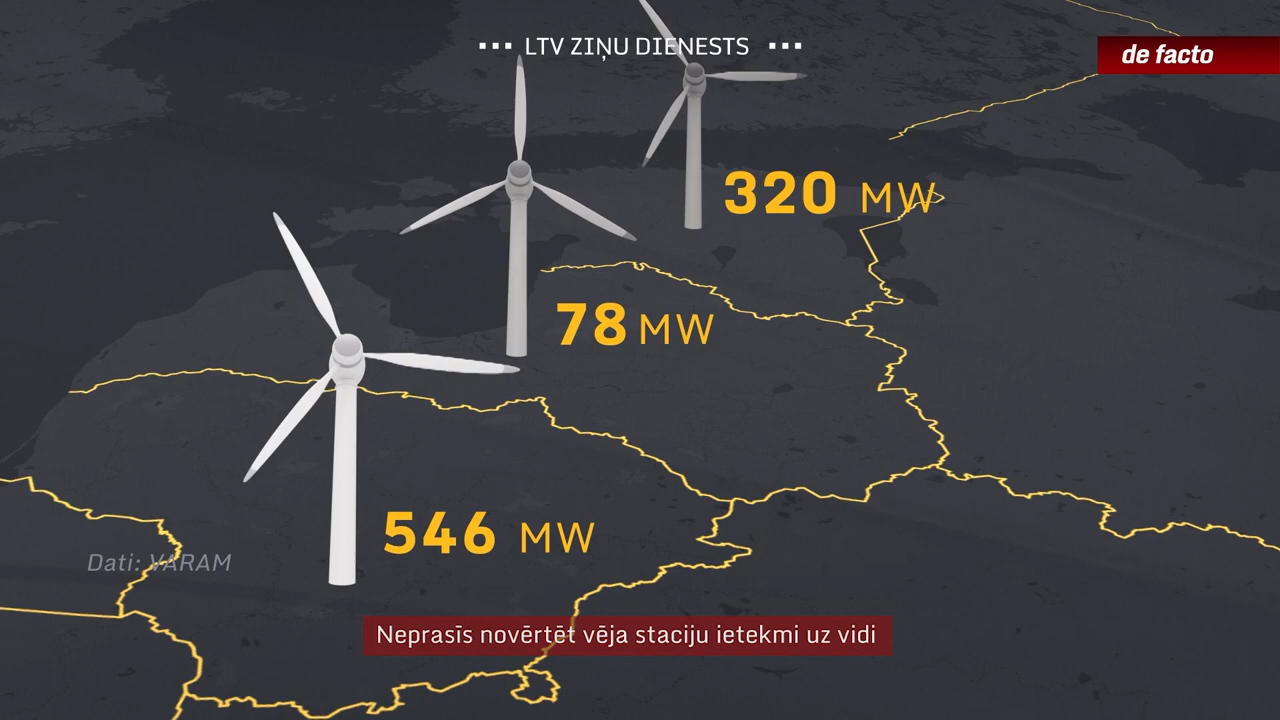 LTV ZIŅU DIENESTS
de facto
320 MW
78 MW
546 MW
Dati: VARAM
Neprasīs novērtēt vēja staciju ietekmi uz vidi